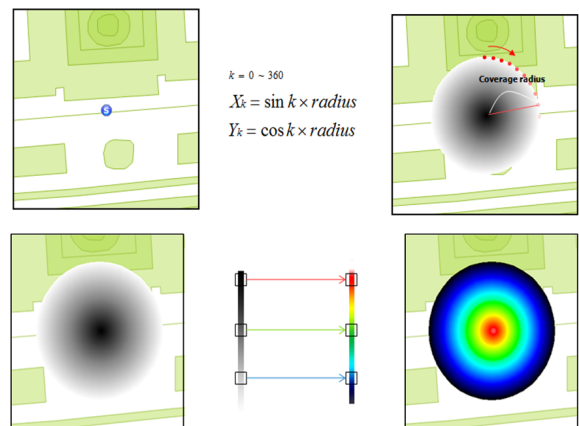 S
k = 0 ~ 360
Xk = sin k × radius
Yk = cos k × radius
Coverage radius